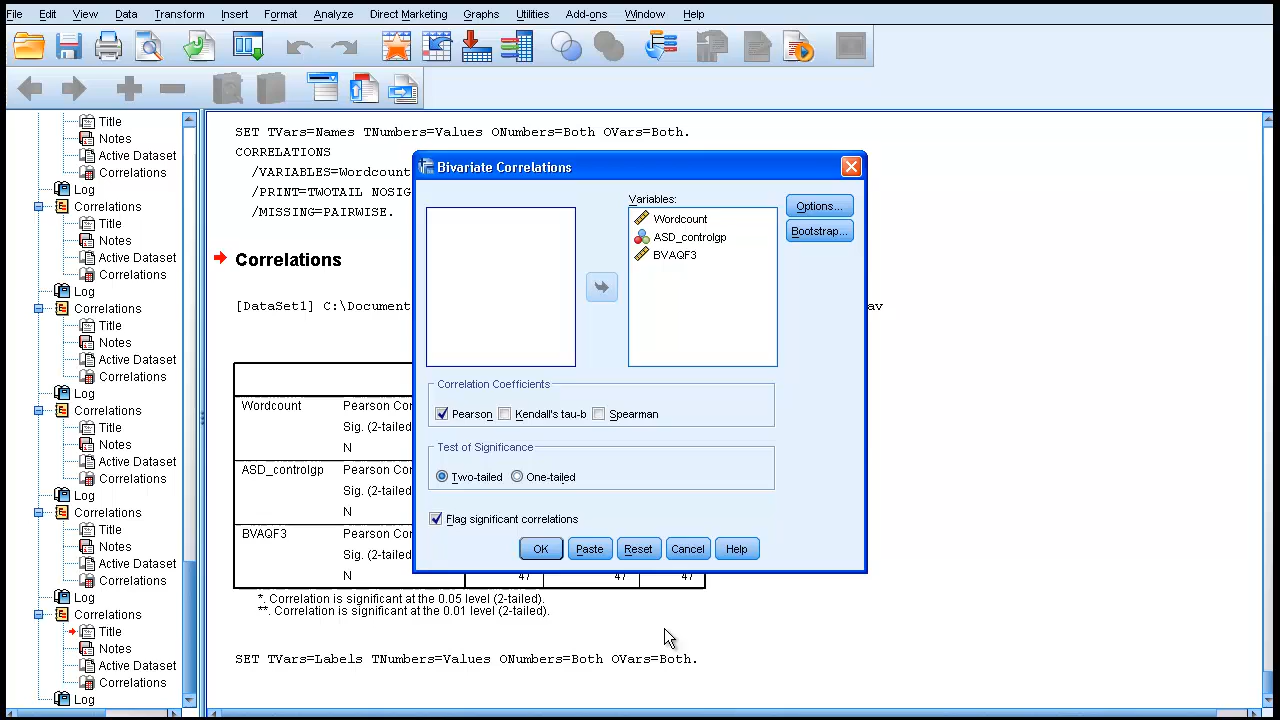 File Edit View Data Transform Insert Format Analyze Direct Marketing Graphs Utilities Add-ons Window Help
Title
Notes
Active Dataset
Correlations
Log
Correlations
Title
Notes
Active Dataset
Correlations
Log
Correlations
Title
Notes
Active Dataset
Correlations
Log
Correlations
Title
Notes
Active Dataset
Correlations
Log
Correlations
Title
Notes
Active Dataset
Correlations
Log
Correlations
Title
Notes
Active Dataset
Correlations
Log
SET TVars=Names TNumbers=Values ONumbers=Both OVars=Both.
CORRELATIONS
/VARIABLES=Wordcount
/PRINT=TWOTAIL NOSIG
/MISSING=PAIRWISE.
Correlations
[DataSet1] C:\Document
av
Wordcount Pearson Cor
Sig. (2-tailed
N
ASD_controlgp Pearson Cor
Sig. (2-tailed
N
BVAQF3 Pearson Cor
Sig. (2-tailed
N 47 47 47
*. Correlation is significant at the 0.05 level (2-tailed).
**. Correlation is significant at the 0.01 level (2-tailed).
SET TVars=Labels TNumbers=Values ONumbers=Both OVars=Both.
Bivariate Correlations
Variables:
Wordcount
ASD_controlgp
BVAQF3
Options...
Bootstrap...
Correlation Coefficients
Pearson Kendall's tau-b Spearman
Test of Significance
Two-tailed One-tailed
Flag significant correlations
OK Paste Reset Cancel Help